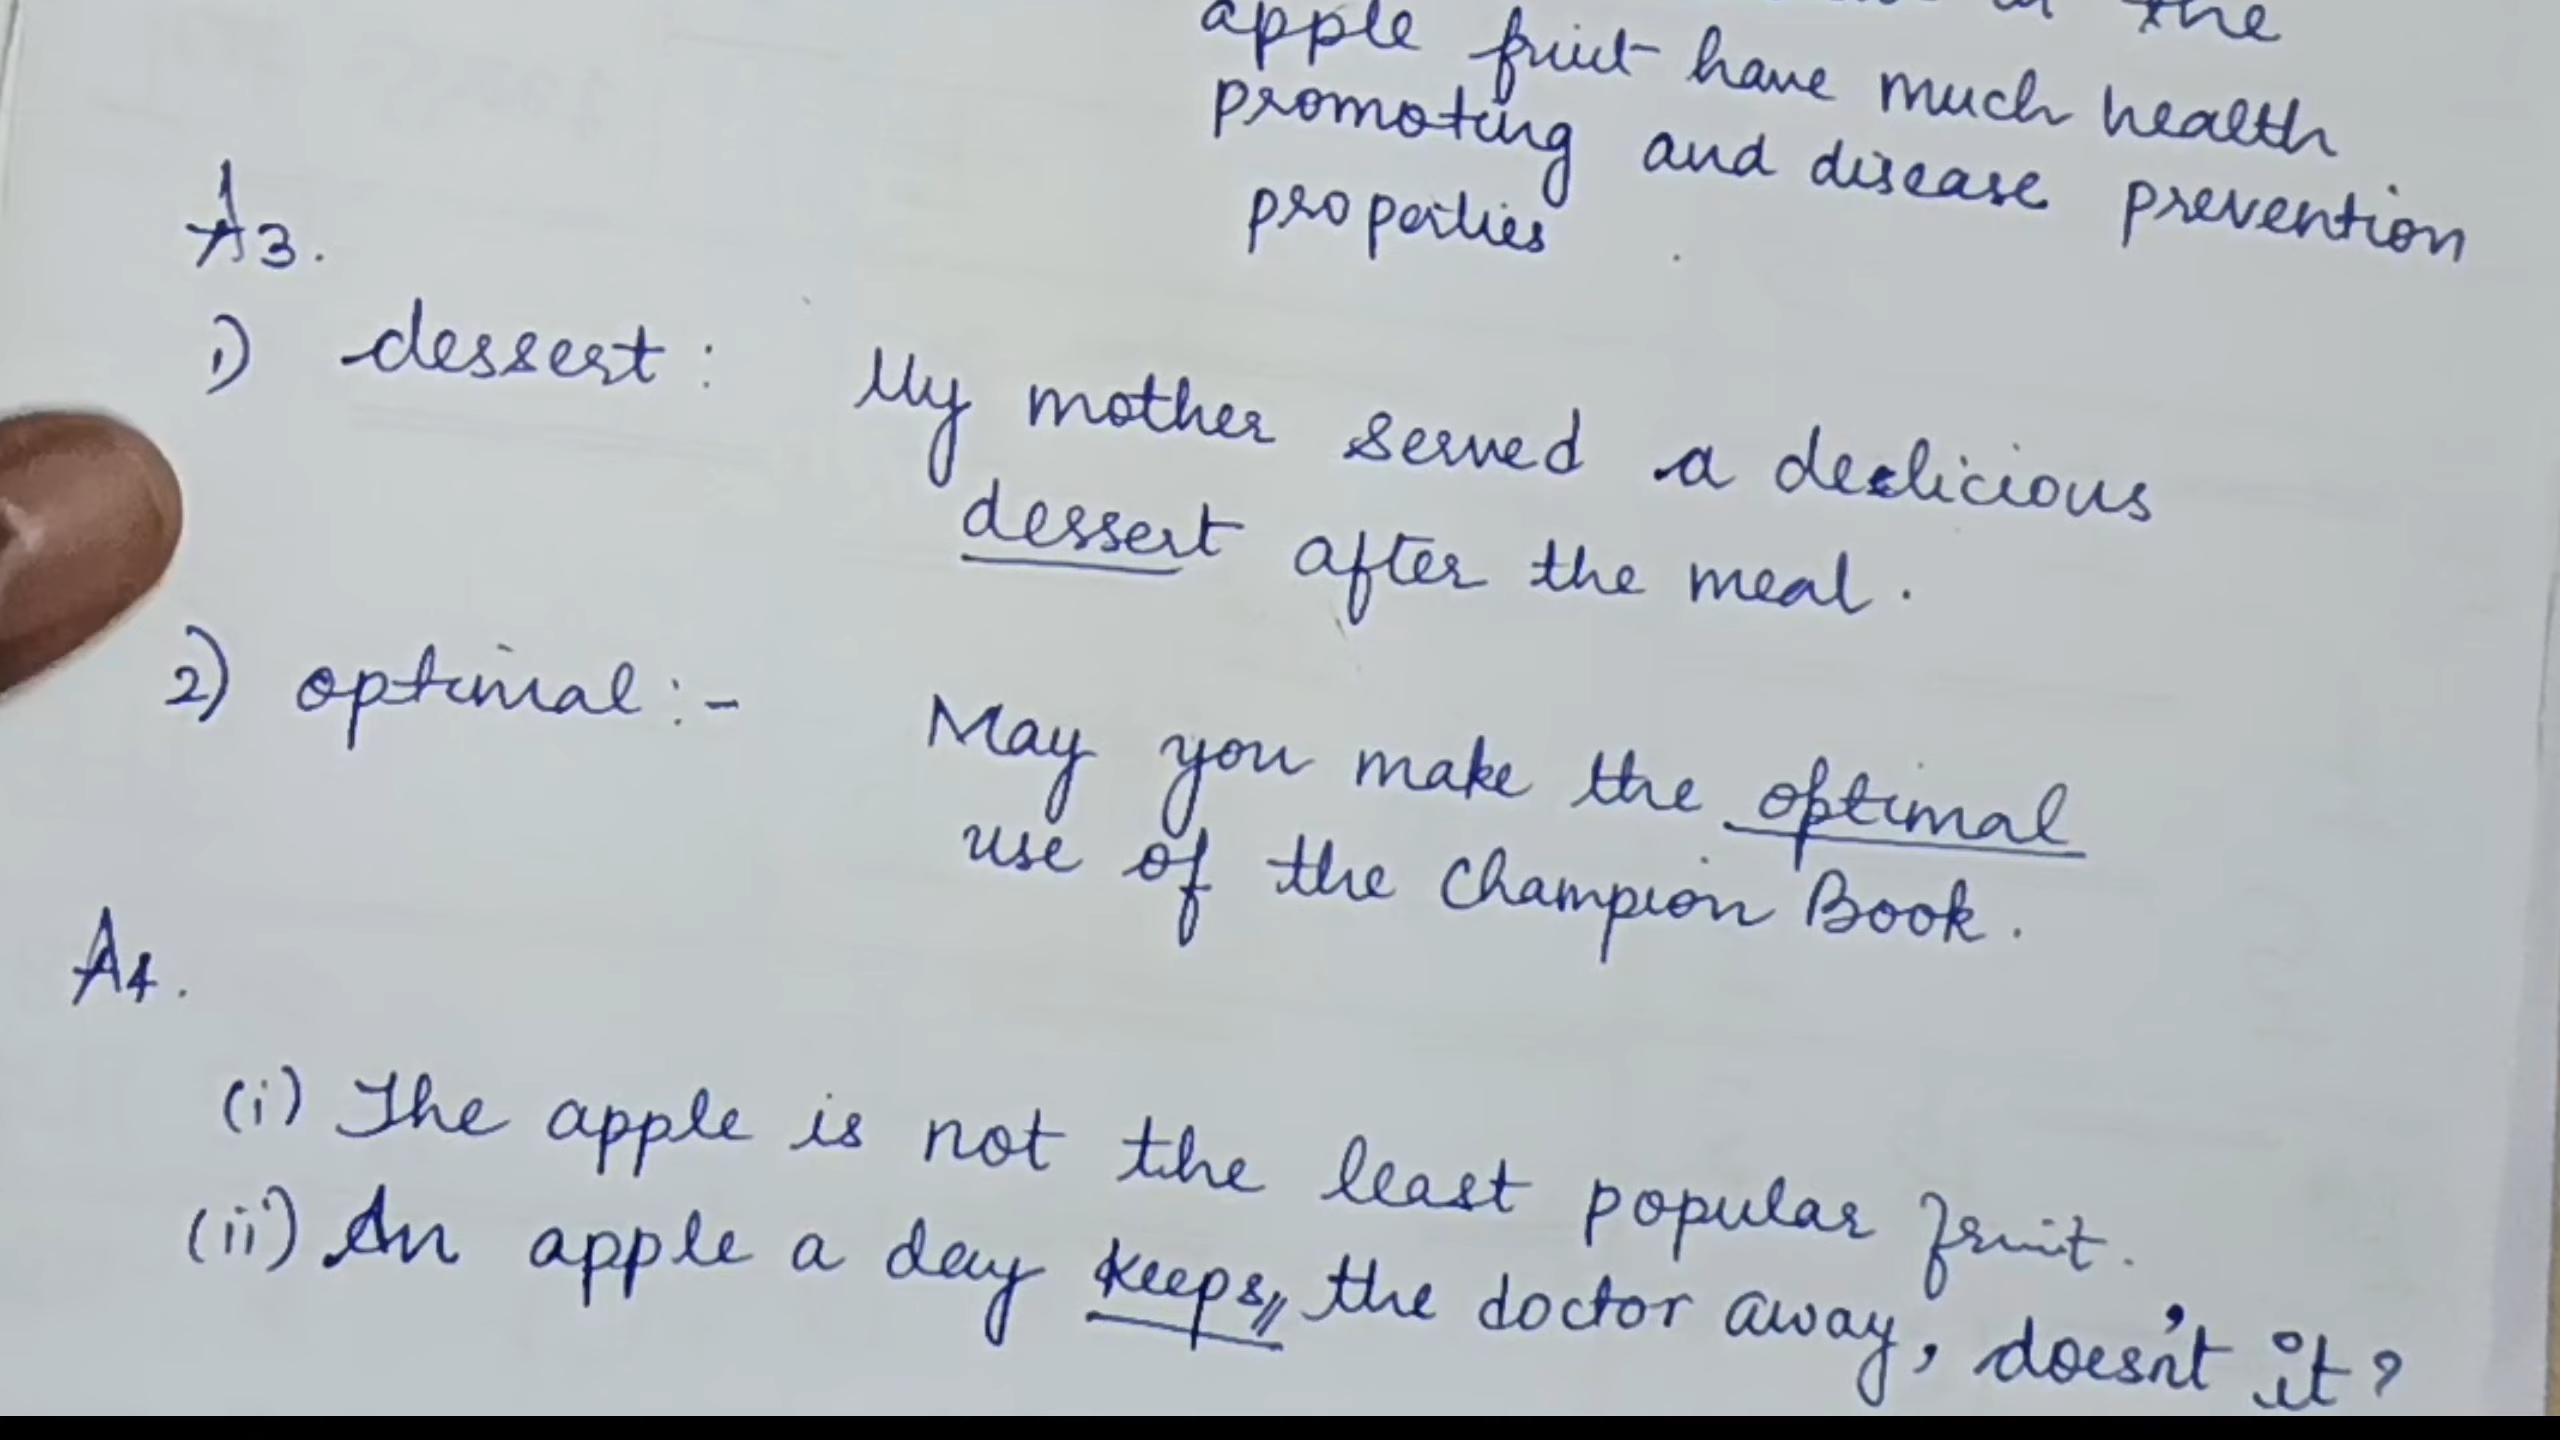 the
apple fruit have much health
promoting and disease prevention
properties.
A3.
1) dessert: My mother served a delicious
dessert after the meal.
2) optimal:- May you make the optimal
use of the Champion Book.
A4.
(i) The apple is not the least popular fruit.
(ii) An apple a day keeps, the doctor away, doesn't it?